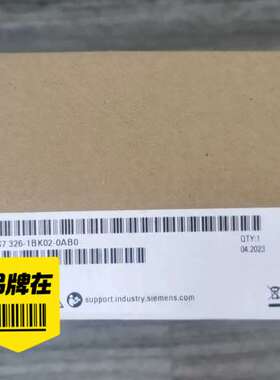 S7 326-1BK02-0AB0
QTY:1
04.2023
support.industry.siemens.com
牌在